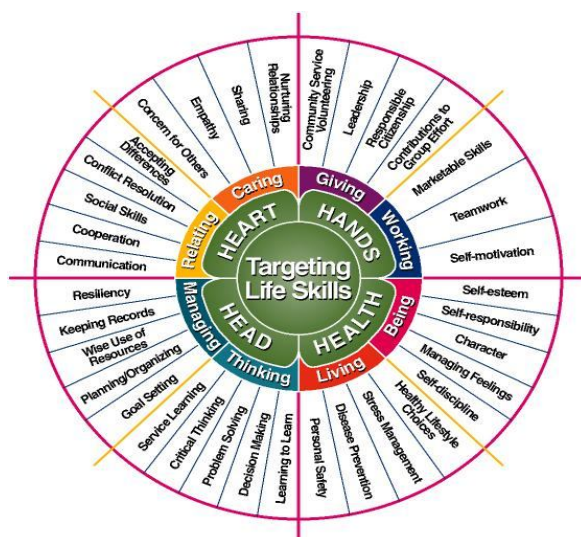 Targeting
Life Skills
HEART
HANDS
HEALTH
HEAD
Caring
Giving
Working
Being
Living
Thinking
Managing
Relating
Nurturing
Relationships
Sharing
Empathy
Concern for Others
Community Service
Volunteering
Leadership
Responsible
Citizenship
Contributions to
Group Effort
Marketable Skills
Teamwork
Self-motivation
Self-esteem
Self-responsibility
Character
Managing Feelings
Self-discipline
Healthy Lifestyle
Choices
Stress Management
Disease Prevention
Personal Safety
Learning to Learn
Decision Making
Problem Solving
Critical Thinking
Service Learning
Goal Setting
Planning/Organizing
Wise Use of
Resources
Keeping Records
Resiliency
Communication
Cooperation
Social Skills
Conflict Resolution
Accepting
Differences